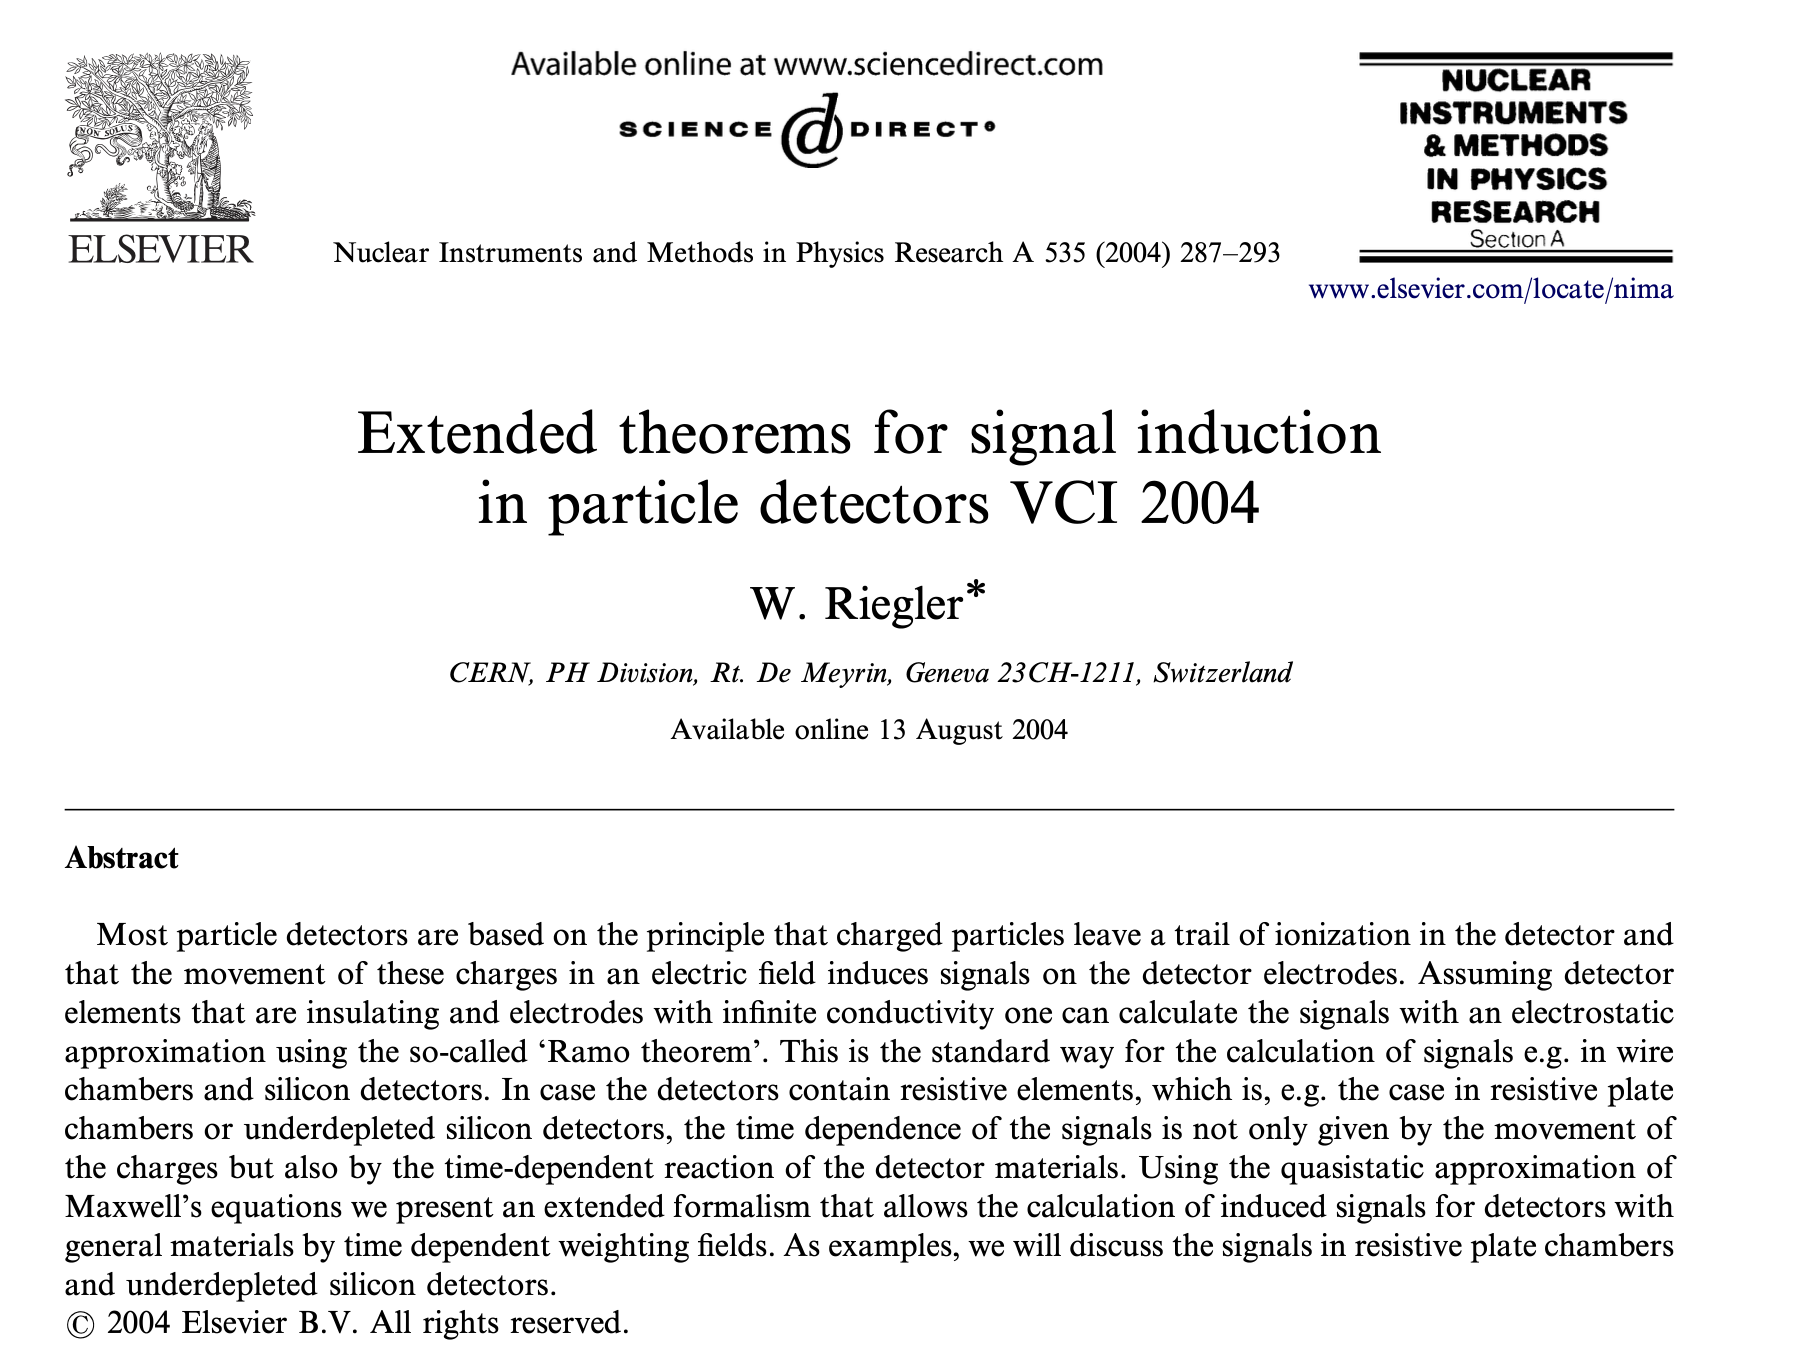 Available online at www.sciencedirect.com
SCIENCE DIRECT
NON SOLUS
ELSEVIER
Nuclear Instruments and Methods in Physics Research A 535 (2004) 287–293
NUCLEAR
INSTRUMENTS
& METHODS
IN PHYSICS
RESEARCH
Section A
www.elsevier.com/locate/nima
Extended theorems for signal induction
in particle detectors VCI 2004
W. Riegler*
CERN, PH Division, Rt. De Meyrin, Geneva 23CH-1211, Switzerland
Available online 13 August 2004
Abstract
Most particle detectors are based on the principle that charged particles leave a trail of ionization in the detector and
that the movement of these charges in an electric field induces signals on the detector electrodes. Assuming detector
elements that are insulating and electrodes with infinite conductivity one can calculate the signals with an electrostatic
approximation using the so-called ‘Ramo theorem’. This is the standard way for the calculation of signals e.g. in wire
chambers and silicon detectors. In case the detectors contain resistive elements, which is, e.g. the case in resistive plate
chambers or underdepleted silicon detectors, the time dependence of the signals is not only given by the movement of
the charges but also by the time-dependent reaction of the detector materials. Using the quasistatic approximation of
Maxwell’s equations we present an extended formalism that allows the calculation of induced signals for detectors with
general materials by time dependent weighting fields. As examples, we will discuss the signals in resistive plate chambers
and underdepleted silicon detectors.
© 2004 Elsevier B.V. All rights reserved.